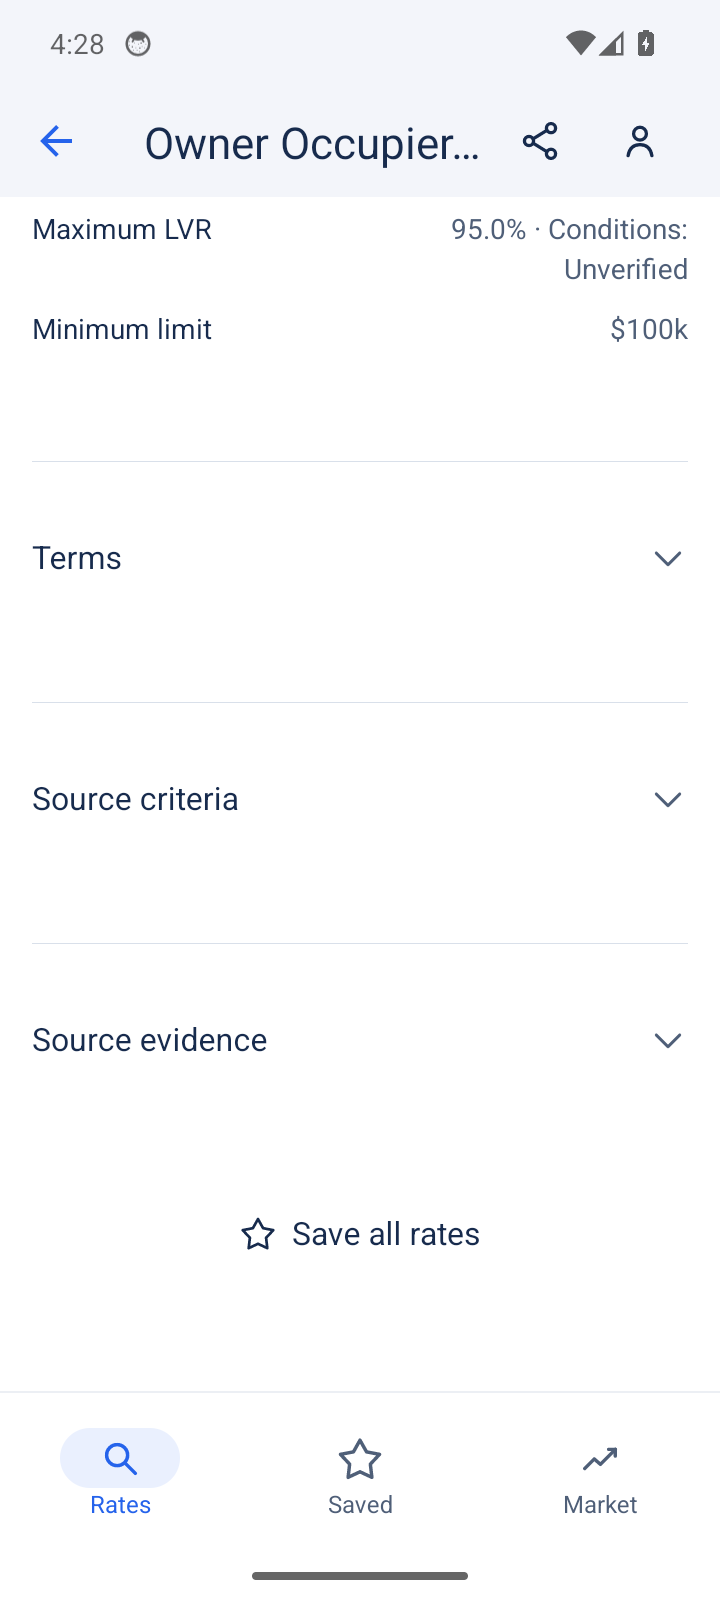 4:28
Owner Occupier...
Maximum LVR
95.0% · Conditions:
Unverified
Minimum limit
$100k
Terms
Source criteria
Source evidence
Save all rates
Rates
Saved
Market